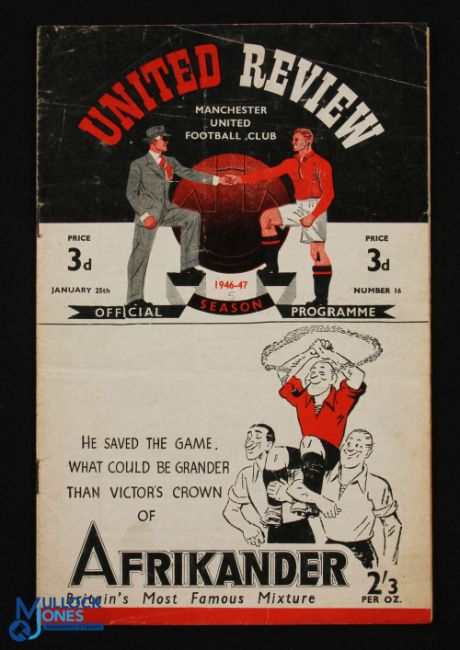 UNITED REVIEW
MANCHESTER
UNITED
FOOTBALL CLUB
PRICE
3d
JANUARY 25th
PRICE
3d
NUMBER 16
1946-47
SEASON
OFFICIAL PROGRAMME
HE SAVED THE GAME,
WHAT COULD BE GRANDER
THAN VICTOR'S CROWN
OF
AFRIKANDER
Britain's Most Famous Mixture
2'/3
PER OZ.
MULLOCK
JONES